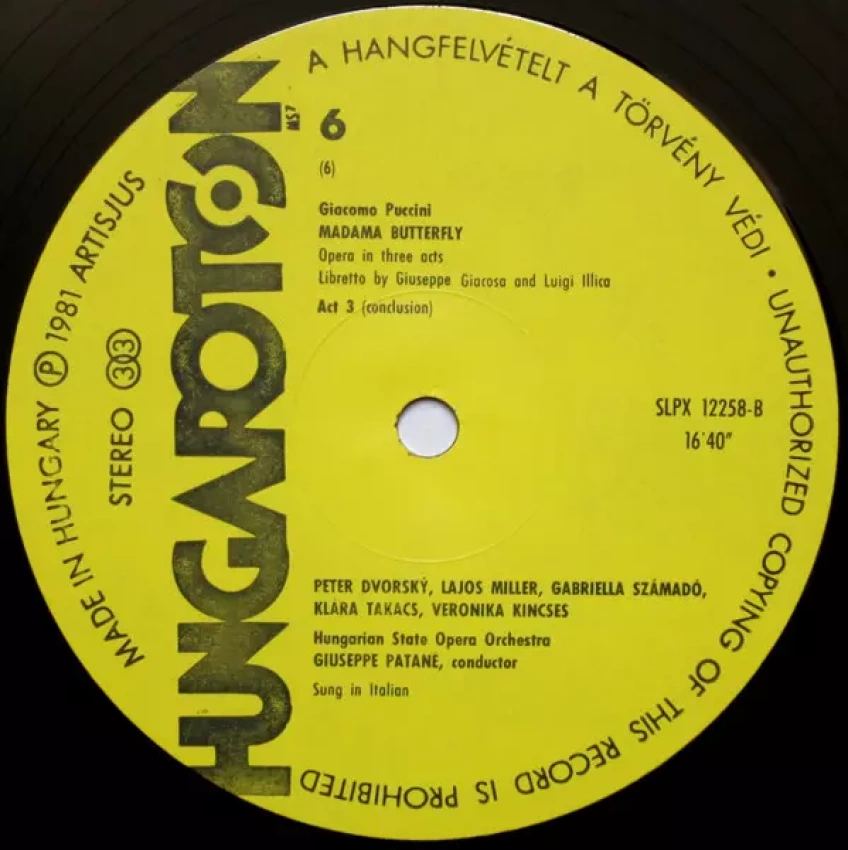 A HANGFELVÉTELT A TÖRVÉNY VÉDI • UNAUTHORIZED COPYING OF THIS RECORD IS PROHIBITED
MADE IN HUNGARY Ⓟ 1981 ARTISJUS
STEREO 33
HUNGAROTON
MS7
6
(6)
Giacomo Puccini
MADAMA BUTTERFLY
Opera in three acts
Libretto by Giuseppe Giacosa and Luigi Illica
Act 3 (conclusion)
SLPX 12258-B
16'40"
PETER DVORSKÝ, LAJOS MILLER, GABRIELLA SZÁMADÓ,
KLÁRA TAKÁCS, VERONIKA KINCSES
Hungarian State Opera Orchestra
GIUSEPPE PATANÈ, conductor
Sung in Italian